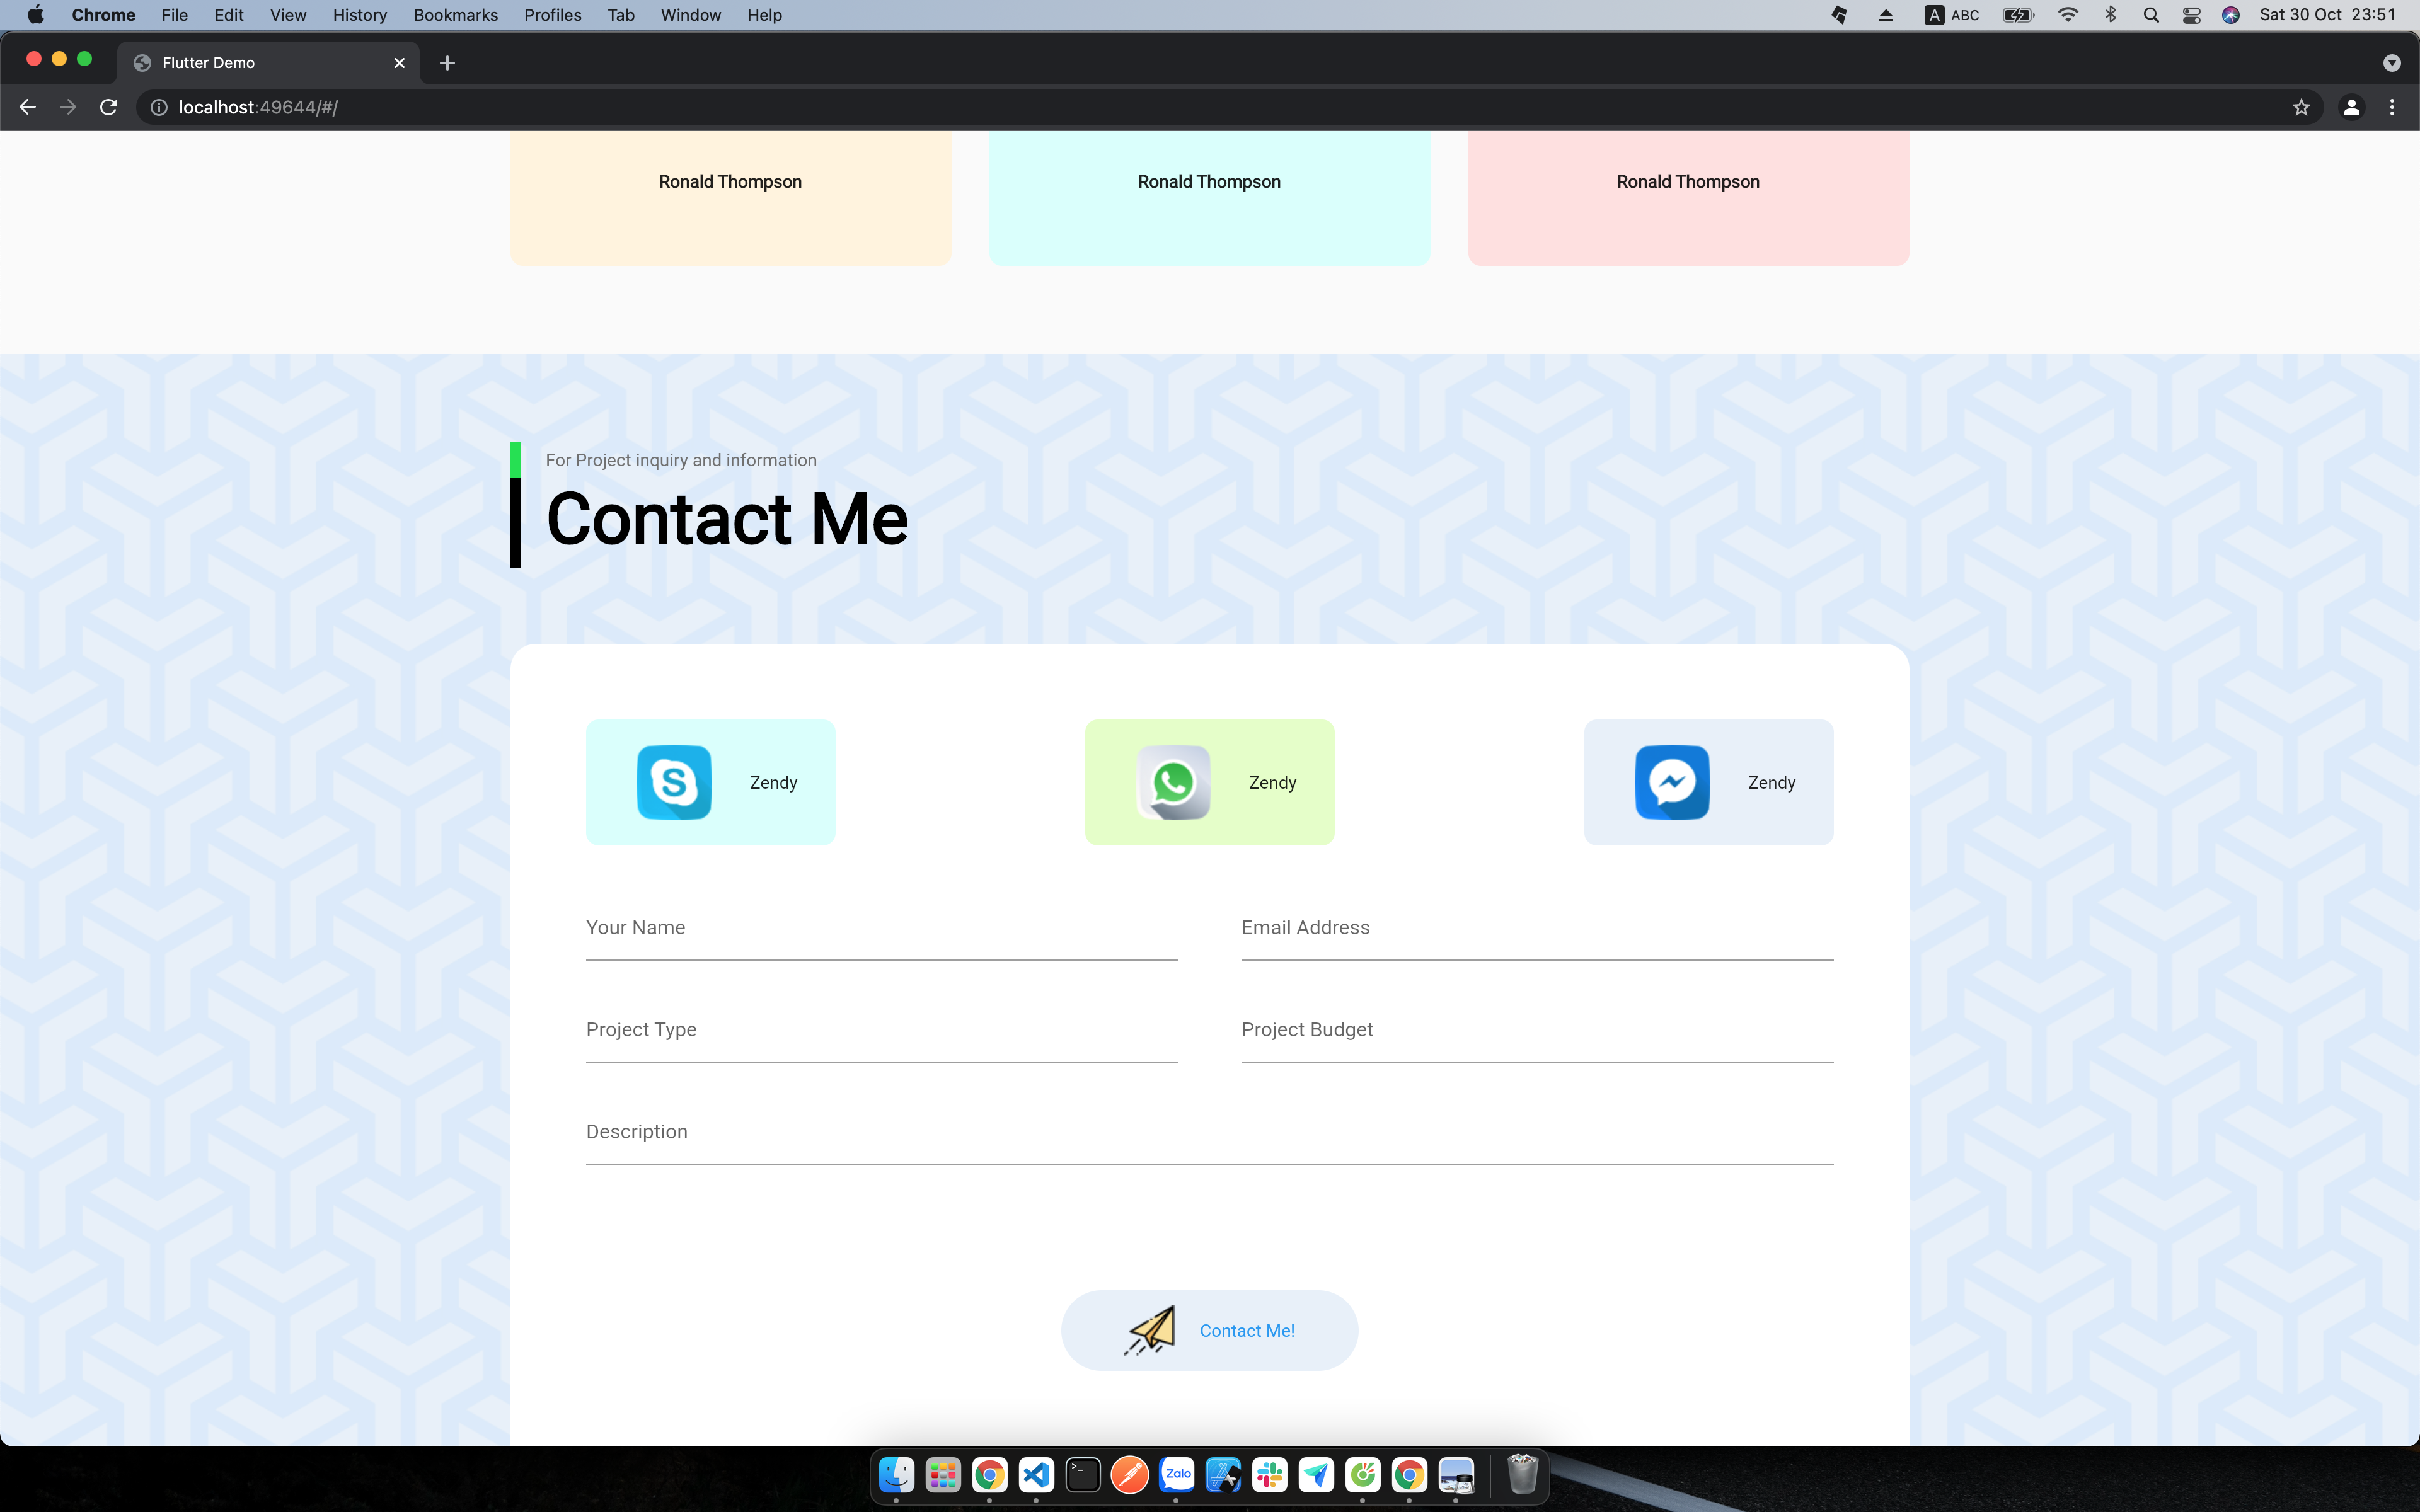 Chrome File Edit View History Bookmarks Profiles Tab Window Help A ABC Sat 30 Oct 23:51
Flutter Demo
localhost:49644/#/
Ronald Thompson Ronald Thompson Ronald Thompson
For Project inquiry and information
Contact Me
S Zendy Zendy Zendy
Your Name Email Address
Project Type Project Budget
Description
Contact Me!
Zalo